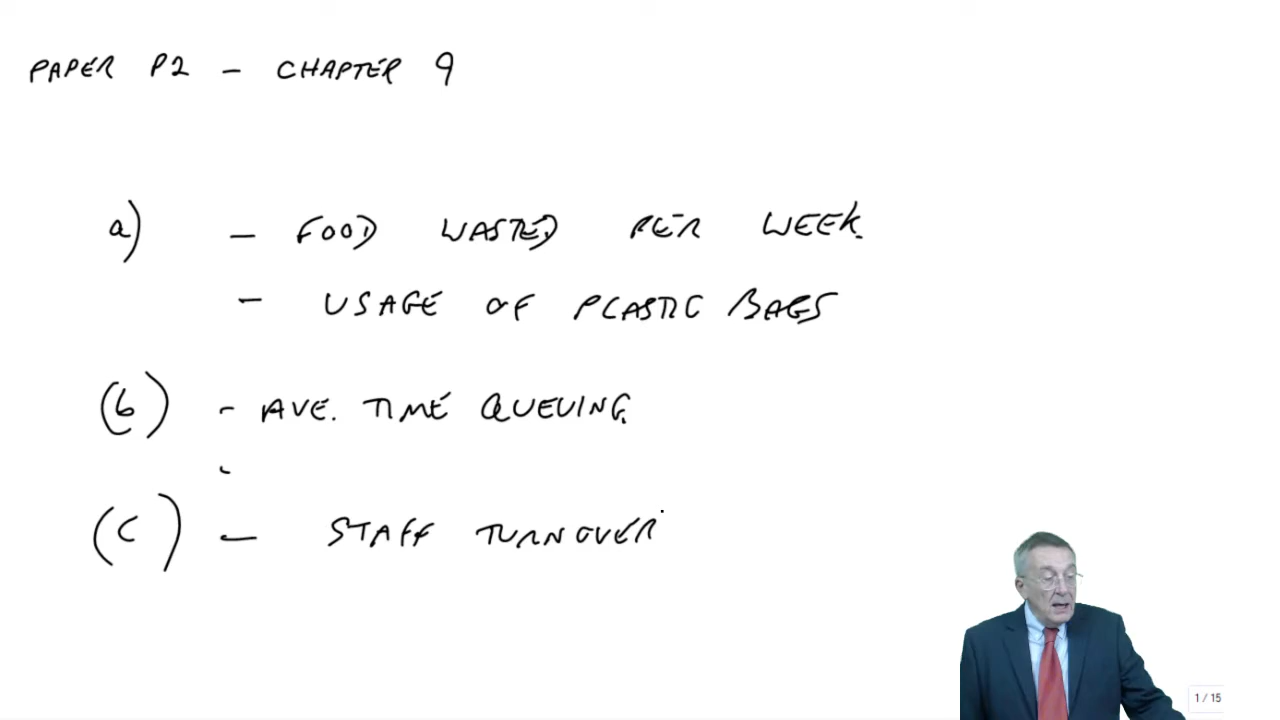 PAPER P2 - CHAPTER 9
a) - FOOD WASTED PER WEEK.
- USAGE OF PLASTIC BAGS
(b) - AVE. TIME QUEUING.
-
(C) - STAFF TURNOVER
1 / 15